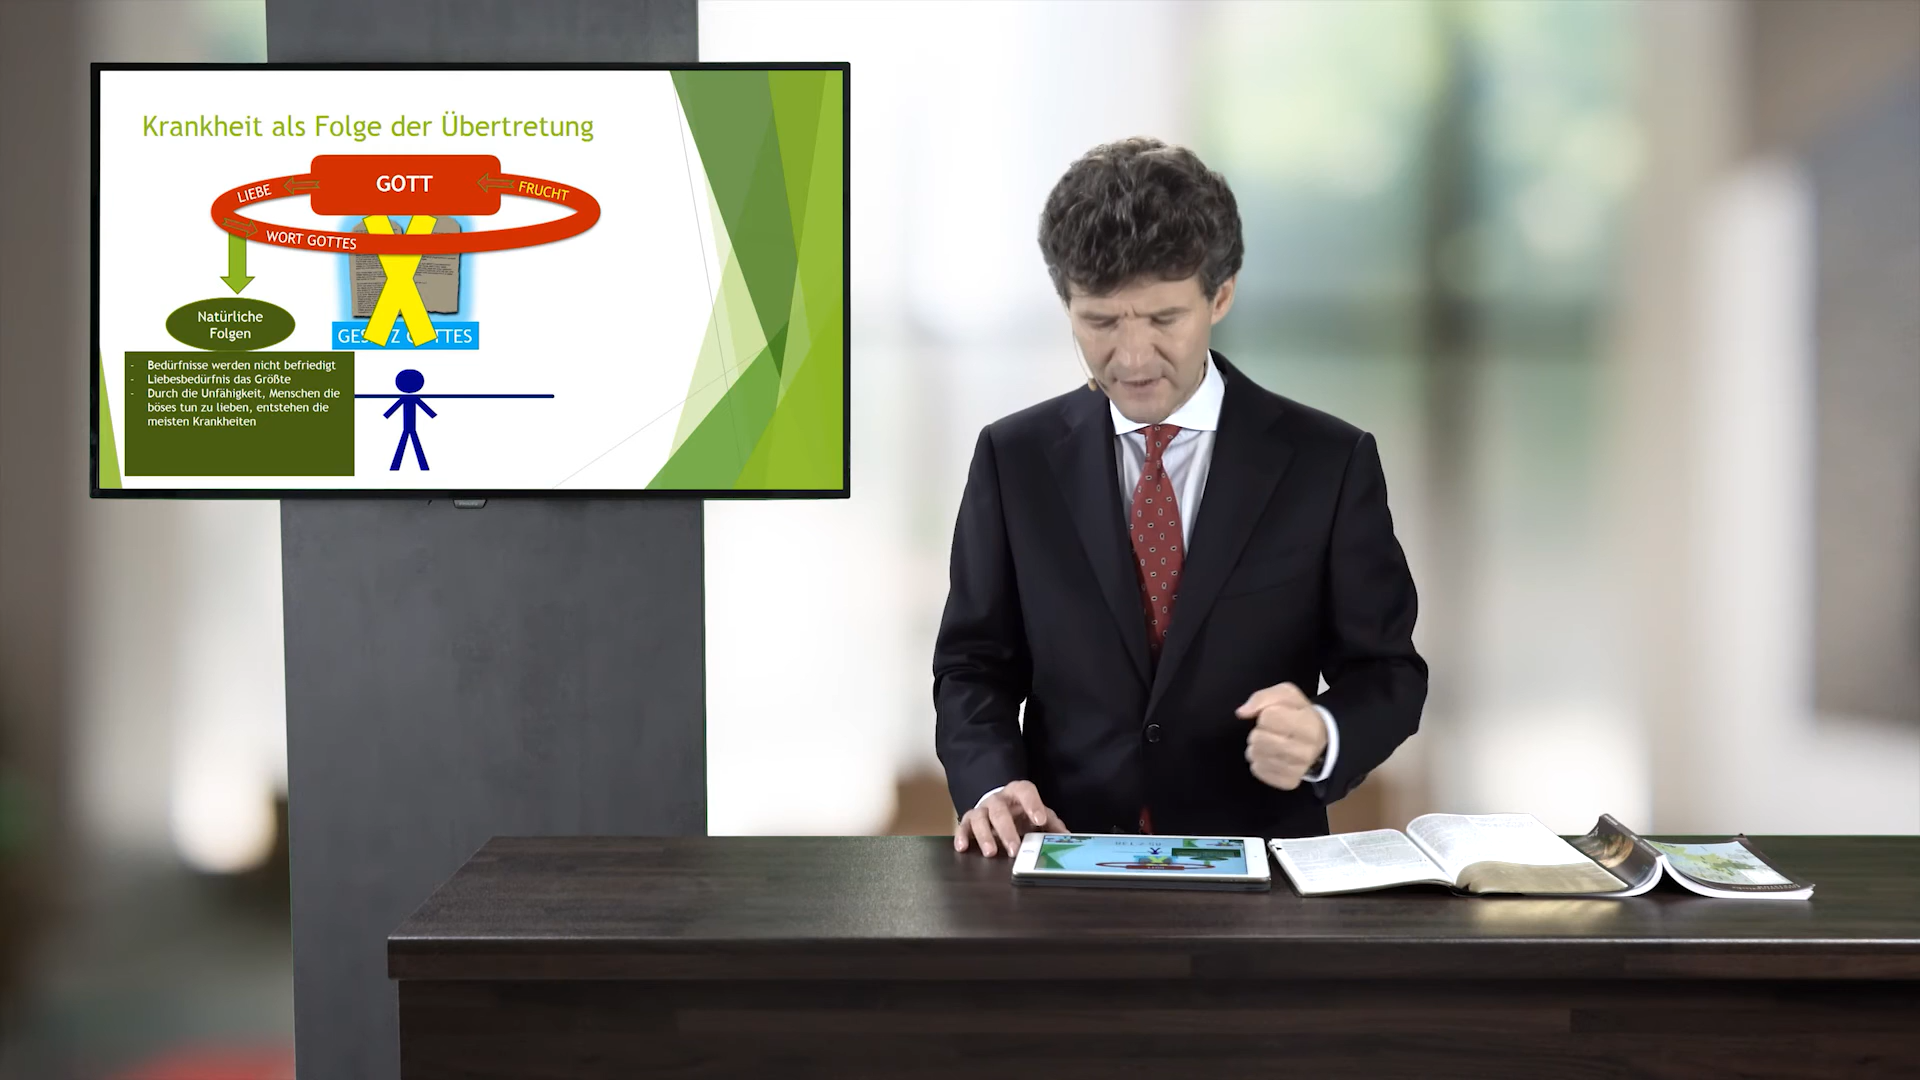 Krankheit als Folge der Übertretung
GOTT
LIEBE
FRUCHT
WORT GOTTES
Natürliche
Folgen
- Bedürfnisse werden nicht befriedigt
- Liebesbedürfnis das Größte
- Durch die Unfähigkeit, Menschen die
böses tun zu lieben, entstehen die
meisten Krankheiten